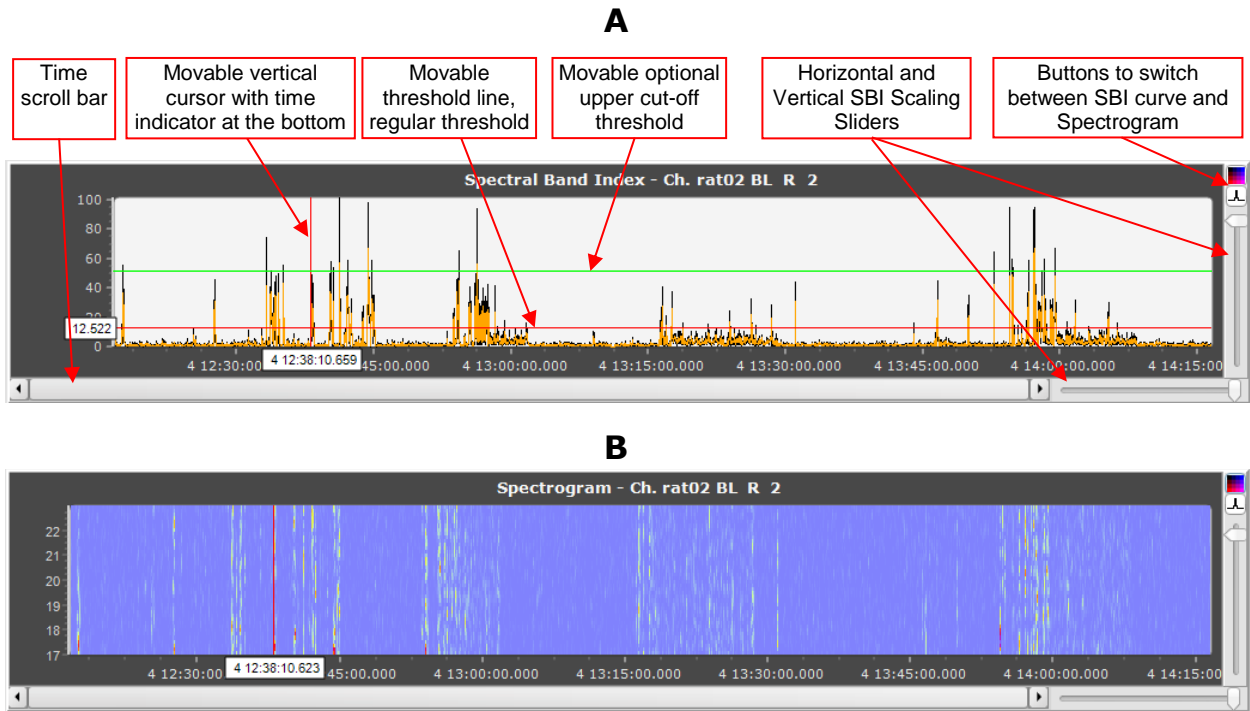 A
Time
scroll bar
Movable vertical
cursor with time
indicator at the bottom
Movable
threshold line,
regular threshold
Movable optional
upper cut-off
threshold
Horizontal and
Vertical SBI Scaling
Sliders
Buttons to switch
between SBI curve and
Spectrogram
Spectral Band Index - Ch. rat02 BL R 2
100
80
60
40
20
12.522
0
4 12:30:00 4 12:38:10.659 45:00.000 4 13:00:00.000 4 13:15:00.000 4 13:30:00.000 4 13:45:00.000 4 14:00:00.000 4 14:15:00
B
Spectrogram - Ch. rat02 BL R 2
22
21
20
19
18
17
4 12:30:00 4 12:38:10.623 45:00.000 4 13:00:00.000 4 13:15:00.000 4 13:30:00.000 4 13:45:00.000 4 14:00:00.000 4 14:15:00